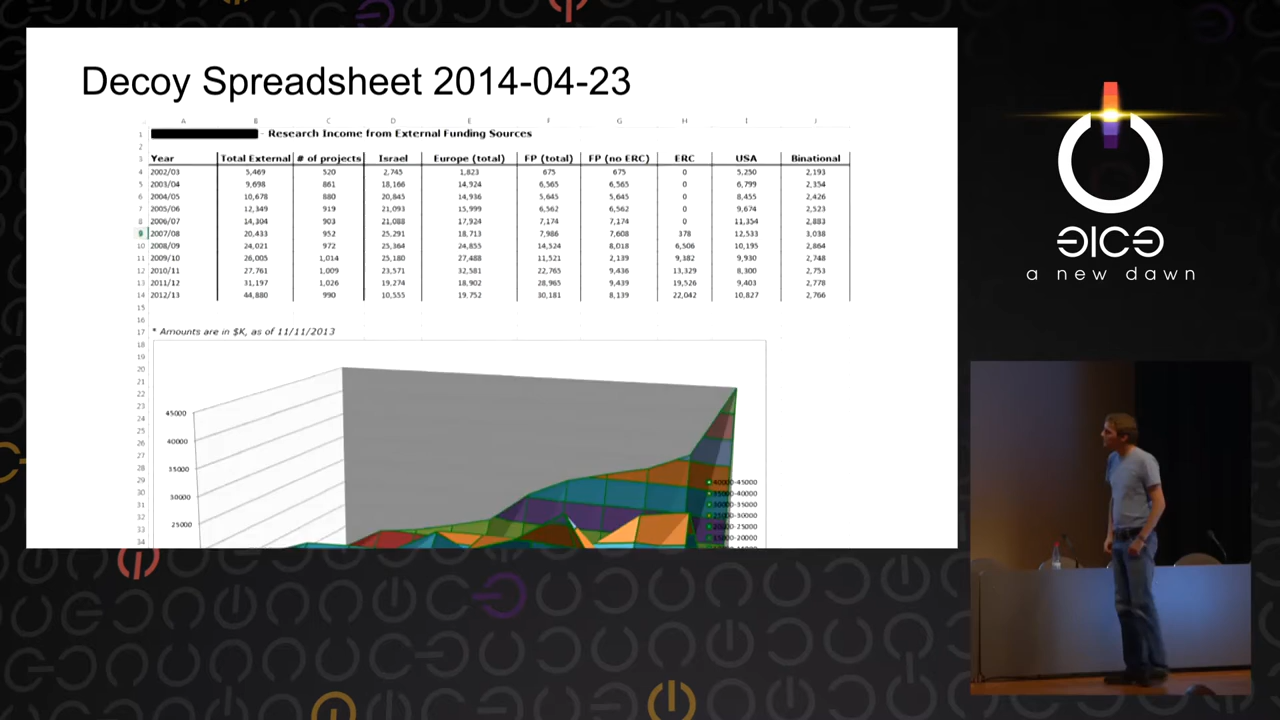 Decoy Spreadsheet 2014-04-23
A B C D E F G H I J
1 - Research Income from External Funding Sources
2
3 Year Total External # of projects Israel Europe (total) FP (total) FP (no ERC) ERC USA Binational
4 2002/03 5,469 520 2,745 1,823 675 675 0 5,250 2,193
5 2003/04 9,698 861 18,166 14,924 6,565 6,565 0 6,799 2,354
6 2004/05 10,678 880 20,845 14,936 5,645 5,645 0 8,455 2,426
7 2005/06 12,349 919 21,093 15,999 6,562 6,562 0 9,674 2,523
8 2006/07 14,304 903 21,088 17,924 7,174 7,174 0 11,354 2,883
9 2007/08 20,433 952 25,291 18,713 7,986 7,608 378 12,533 3,038
10 2008/09 24,021 972 25,364 24,855 14,524 8,018 6,506 10,195 2,864
11 2009/10 26,005 1,014 25,180 27,488 11,521 2,139 9,382 9,930 2,748
12 2010/11 27,761 1,009 23,571 32,581 22,765 9,436 13,329 8,300 2,753
13 2011/12 31,197 1,026 19,274 18,902 28,965 9,439 19,526 9,403 2,778
14 2012/13 44,880 990 10,555 19,752 30,181 8,139 22,042 10,827 2,766
15
16
17 * Amounts are in $K, as of 11/11/2013
18
19
20
21
22
23
24
25
26
27
28
29
30
31
32
33
34
45000
40000
35000
30000
25000
40000-45000
35000-40000
30000-35000
25000-30000
20000-25000
15000-20000
a new dawn